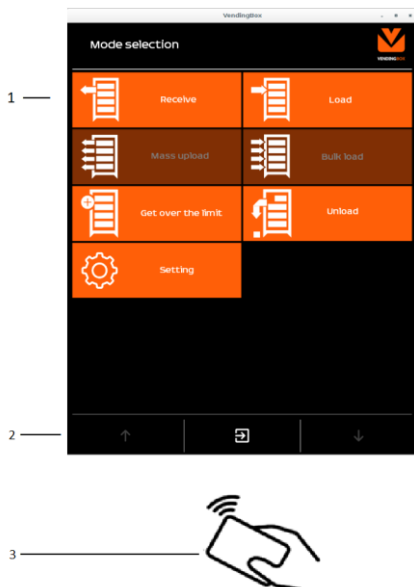 VendingBox
Mode selection
VENDINGBOX
1
Receive
Load
Mass upload
Bulk load
Get over the limit
Unload
Setting
2
3